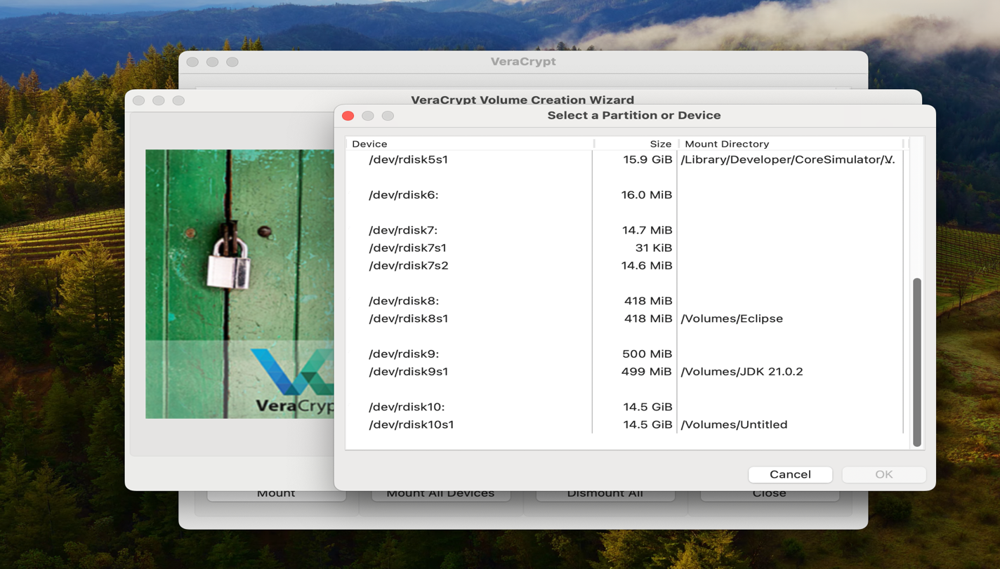 VeraCrypt
VeraCrypt Volume Creation Wizard
Select a Partition or Device
Device Size Mount Directory
/dev/rdisk5s1 15.9 GiB /Library/Developer/CoreSimulator/V.
/dev/rdisk6: 16.0 MiB
/dev/rdisk7: 14.7 MiB
/dev/rdisk7s1 31 KiB
/dev/rdisk7s2 14.6 MiB
/dev/rdisk8: 418 MiB
/dev/rdisk8s1 418 MiB /Volumes/Eclipse
/dev/rdisk9: 500 MiB
/dev/rdisk9s1 499 MiB /Volumes/JDK 21.0.2
/dev/rdisk10: 14.5 GiB
/dev/rdisk10s1 14.5 GiB /Volumes/Untitled
VeraCryp
Cancel OK
Mount Mount All Devices Dismount All Close